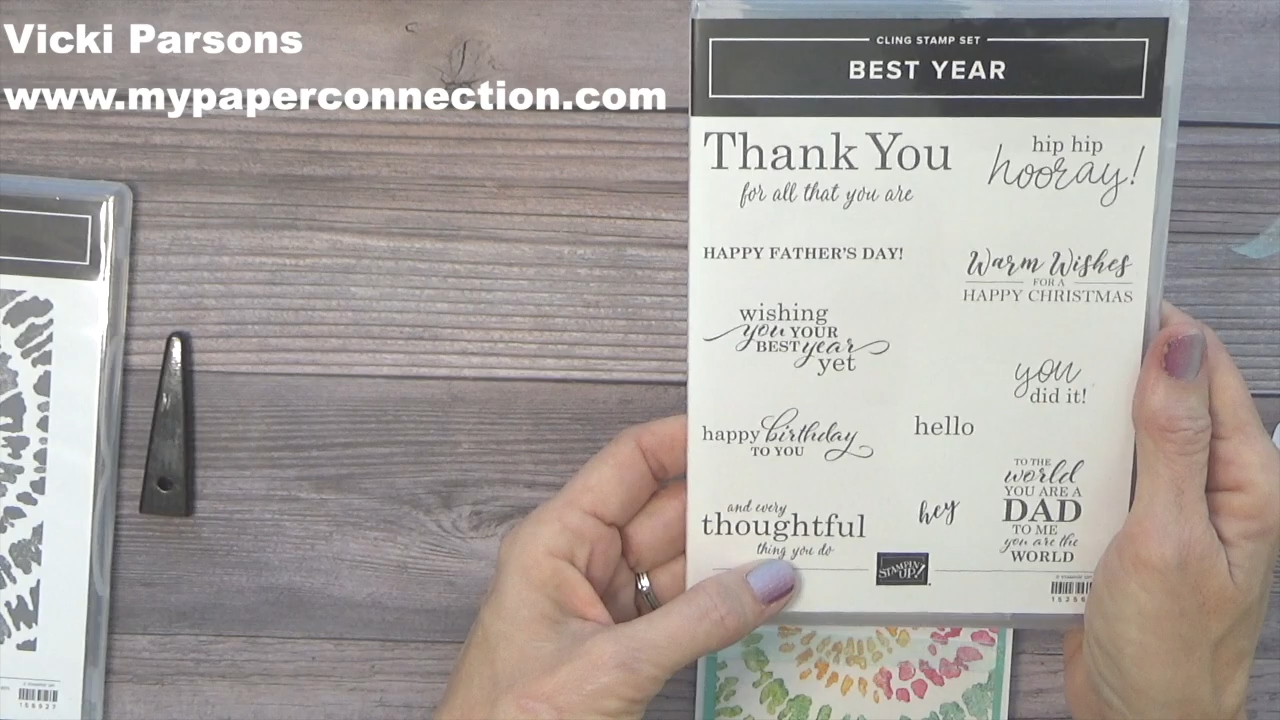 Vicki Parsons
www.mypaperconnection.com
CLING STAMP SET
BEST YEAR
Thank You
for all that you are
hip hip
hooray!
HAPPY FATHER'S DAY!
Warm Wishes
FOR A
HAPPY CHRISTMAS
wishing
you YOUR
BEST year
yet
you
did it!
happy birthday
TO YOU
hello
and every
thoughtful
thing you do
hey
TO THE
world
YOU ARE A
DAD
TO ME
you are the
WORLD
STAMPIN' UP!